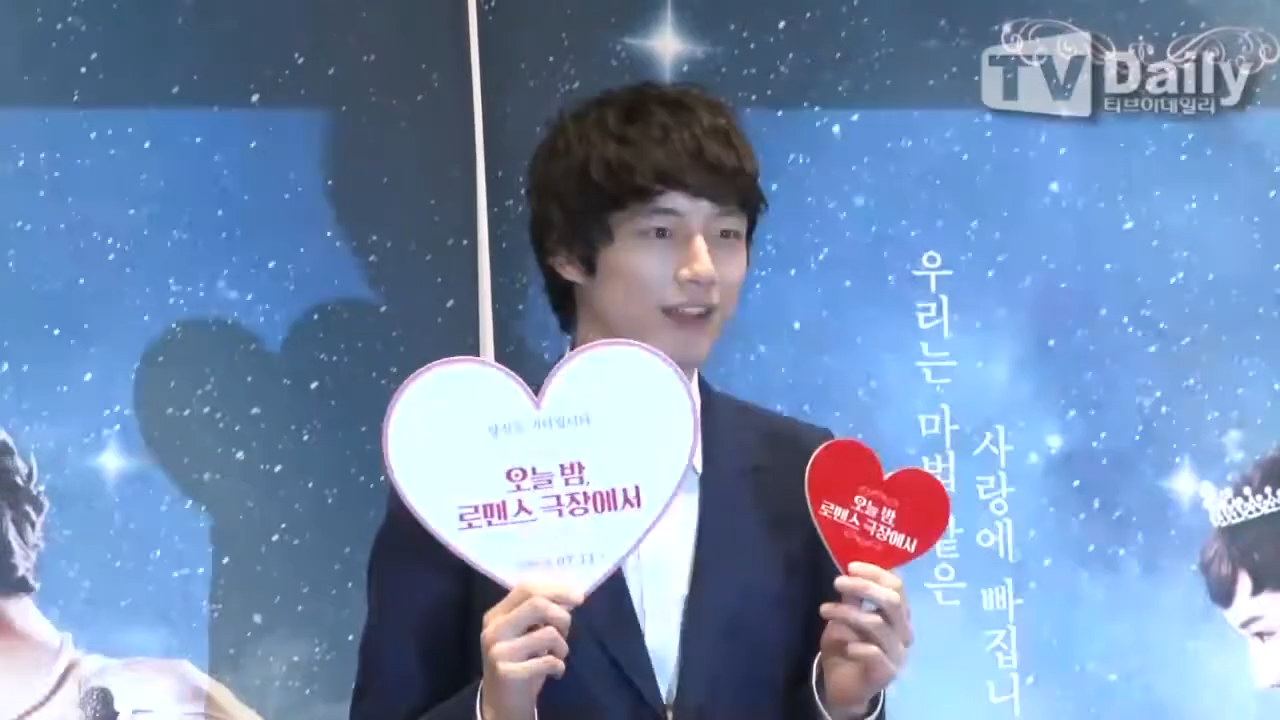 TV Daily
티브이데일리
우리는 마법같은
사랑에 빠집니
당신을 기다립니다
오늘 밤,
로맨스 극장에서
07.11
오늘 밤,
로맨스 극장에서